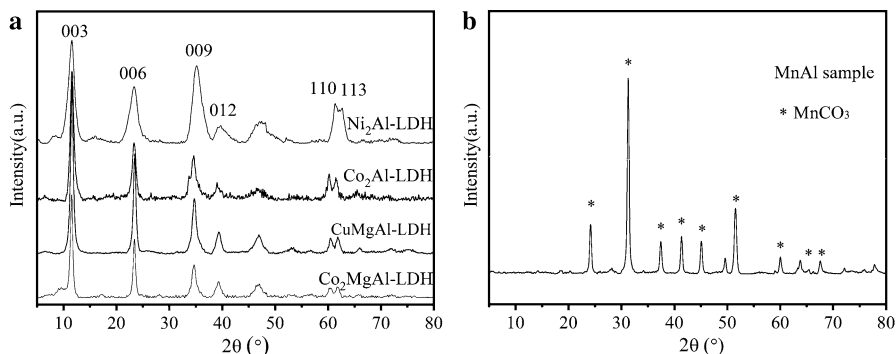 a
003
006
009
012
110 113
Ni2Al-LDH
Co2Al-LDH
CuMgAl-LDH
Co2MgAl-LDH
Intensity(a.u.)
10 20 30 40 50 60 70 80
2θ (°)
b
MnAl sample
* MnCO3
* * * * * * * * *
Intensity(a.u.)
10 20 30 40 50 60 70 80
2θ (°)